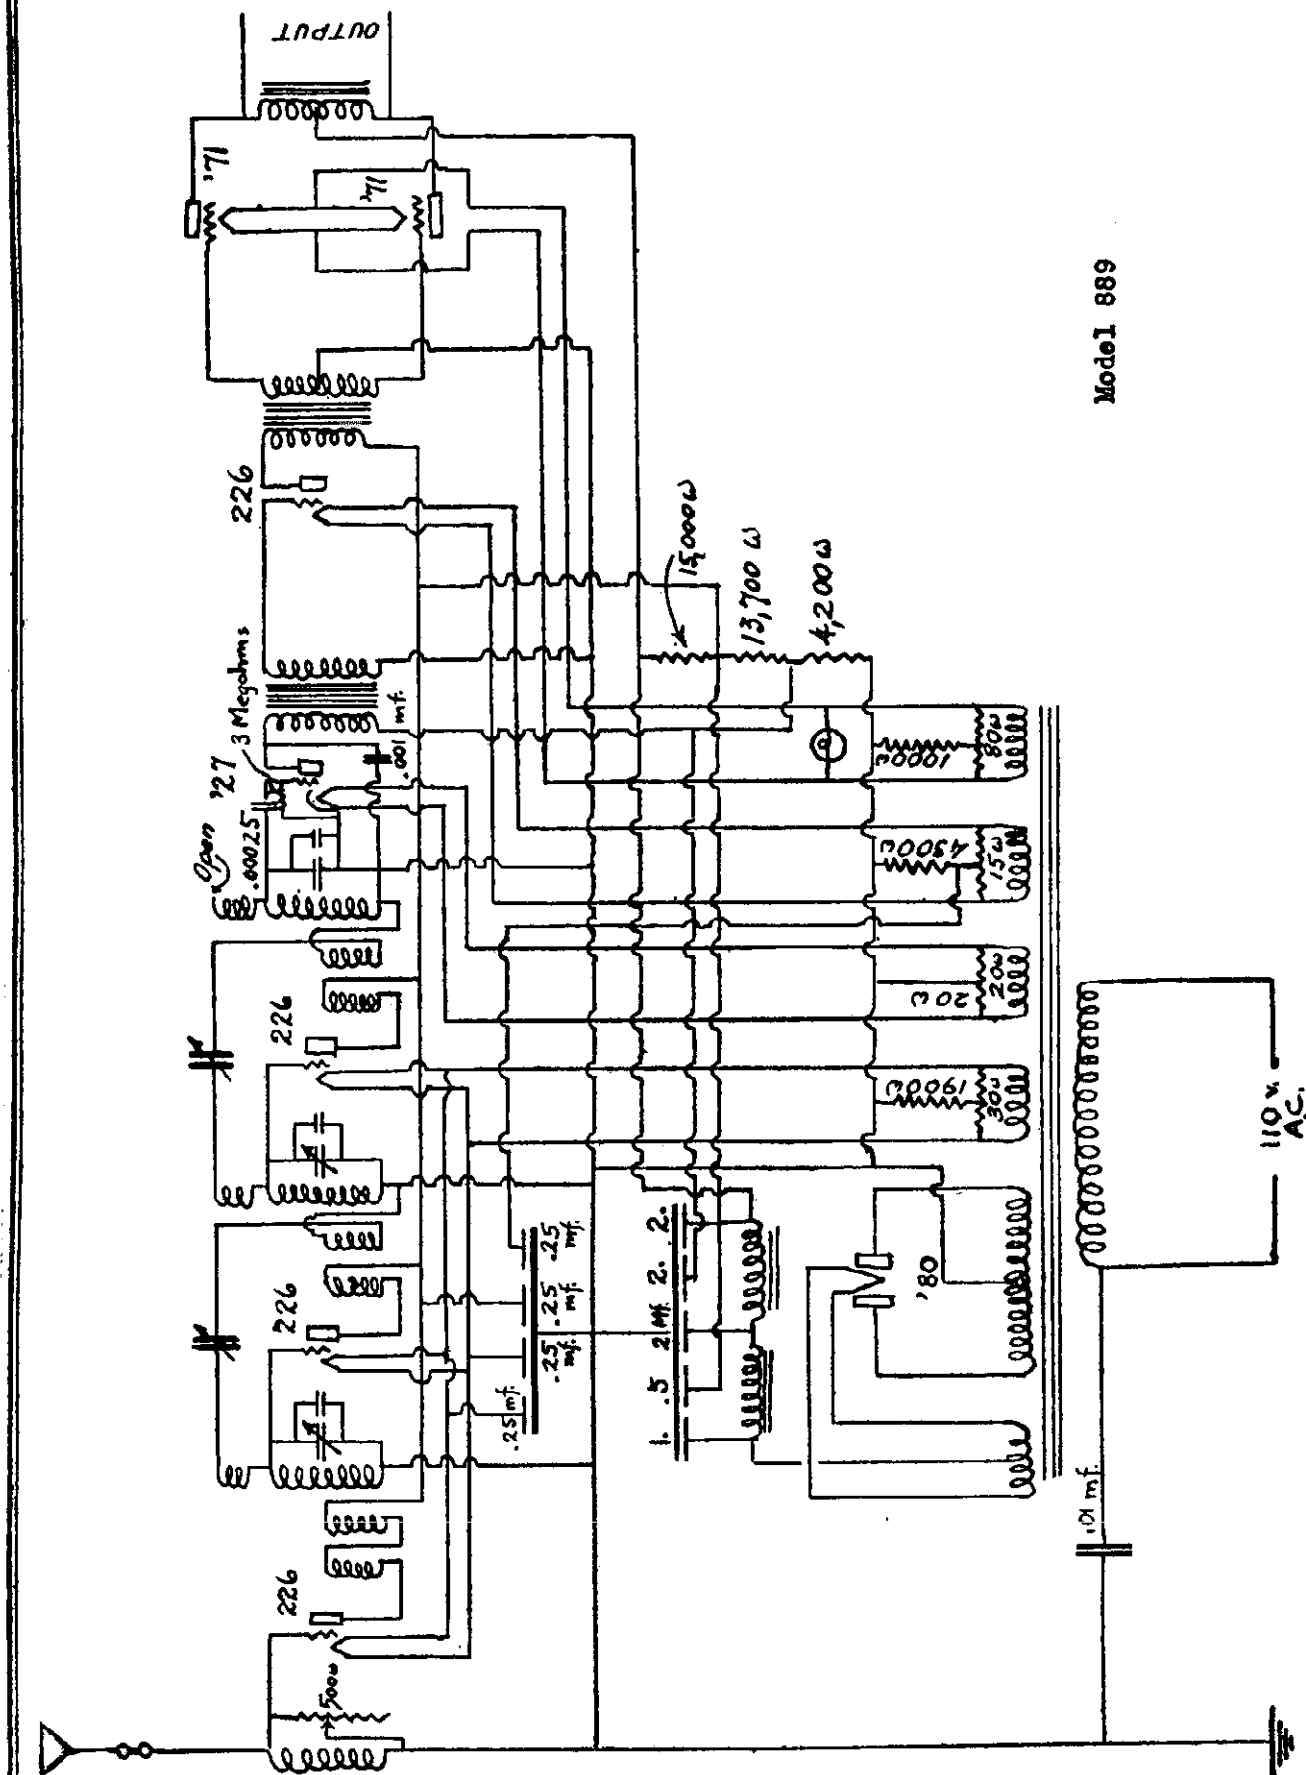 226
500ω
226
226
Open
.00025
'27
3 Megohms
.001 mf.
226
'71
'71
OUTPUT
.25 mf.
.25 mf.
.25 mf.
.25 mf.
1.
.5
2 Mf.
2.
2.
15,000ω
13,700 ω
4,200 ω
'80
1900ω
30ω
20 ω
20ω
4300ω
15ω
1000ω
80ω
.01 mf.
110 v.
A.C.
Model 889